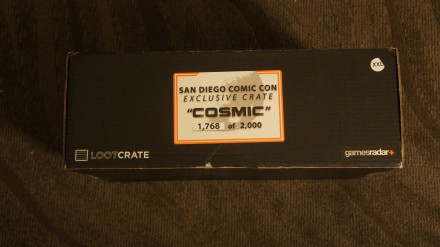 XXL
SAN DIEGO COMIC CON
EXCLUSIVE CRATE
"COSMIC"
1,768 of 2,000
LOOTCRATE
gamesradar+